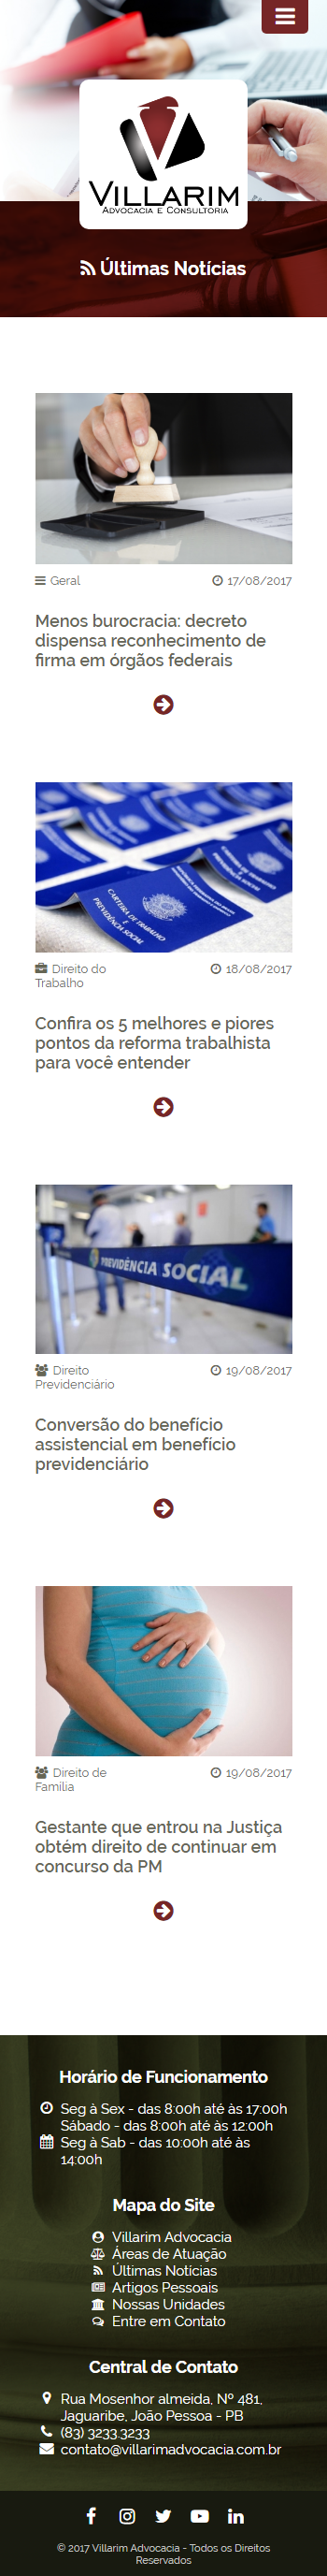 VILLARIM
ADVOCACIA E CONSULTORIA
Últimas Notícias
Geral 17/08/2017
Menos burocracia: decreto
dispensa reconhecimento de
firma em órgãos federais
CARTEIRA DE TRABALHO
E
PREVIDÊNCIA SOCIAL
Direito do 18/08/2017
Trabalho
Confira os 5 melhores e piores
pontos da reforma trabalhista
para você entender
PREVIDÊNCIA SOCIAL
Direito 19/08/2017
Previdenciário
Conversão do benefício
assistencial em benefício
previdenciário
Direito de 19/08/2017
Familia
Gestante que entrou na Justiça
obtém direito de continuar em
concurso da PM
Horário de Funcionamento
Seg à Sex - das 8:00h até às 17:00h
Sábado - das 8:00h até às 12:00h
Seg à Sab - das 10:00h até às
14:00h
Mapa do Site
Villarim Advocacia
Áreas de Atuação
Últimas Notícias
Artigos Pessoais
Nossas Unidades
Entre em Contato
Central de Contato
Rua Mosenhor almeida, Nº 481,
Jaguaribe, João Pessoa - PB
(83) 3233.3233
contato@villarimadvocacia.com.br
© 2017 Villarim Advocacia - Todos os Direitos
Reservados